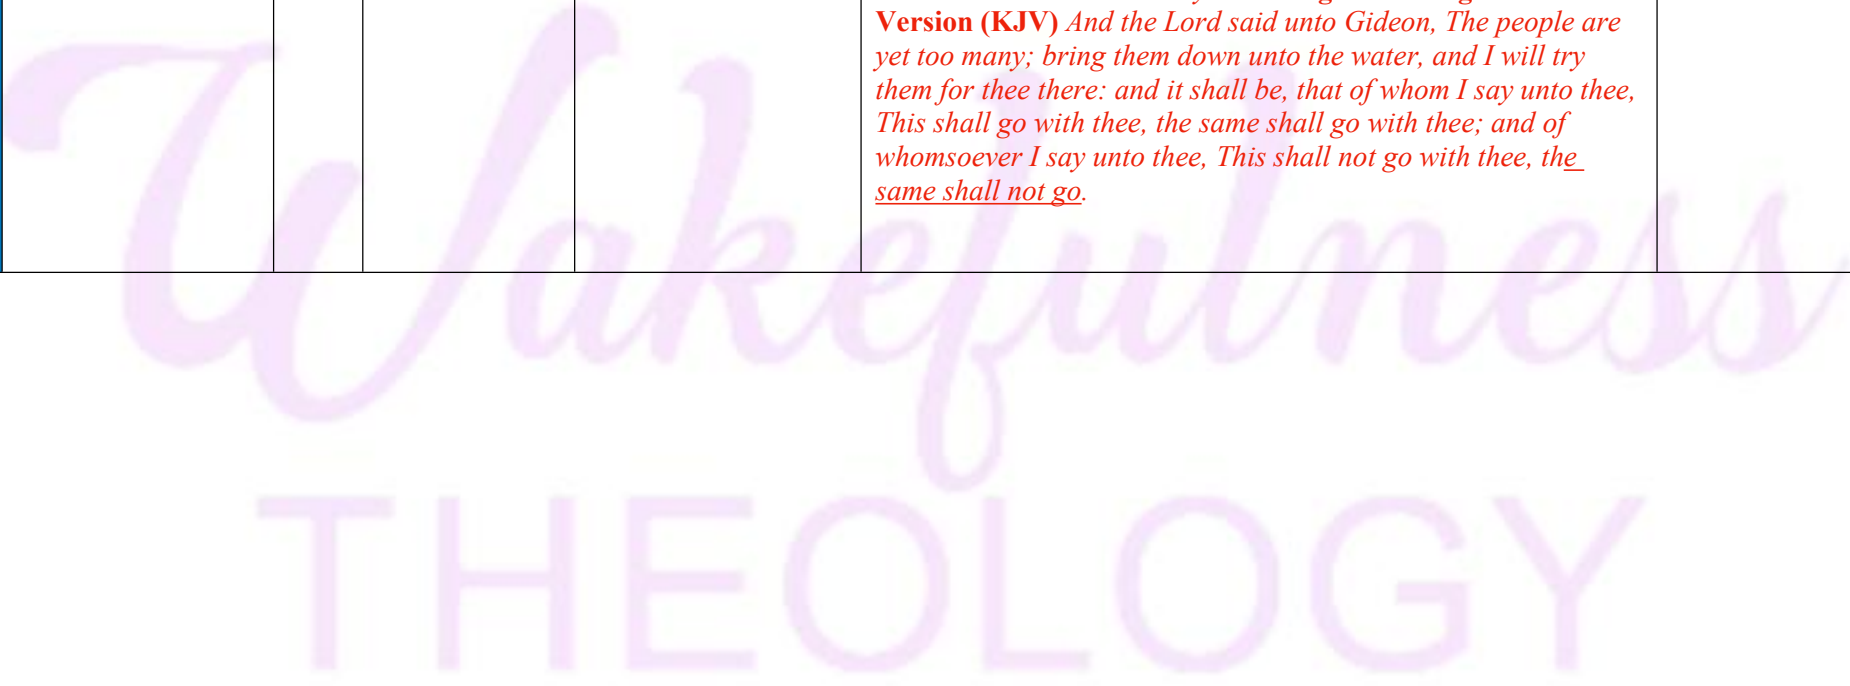 Version (KJV) And the Lord said unto Gideon, The people are
yet too many; bring them down unto the water, and I will try
them for thee there: and it shall be, that of whom I say unto thee,
This shall go with thee, the same shall go with thee; and of
whomsoever I say unto thee, This shall not go with thee, the
same shall not go.
Wakefulness
THEOLOGY